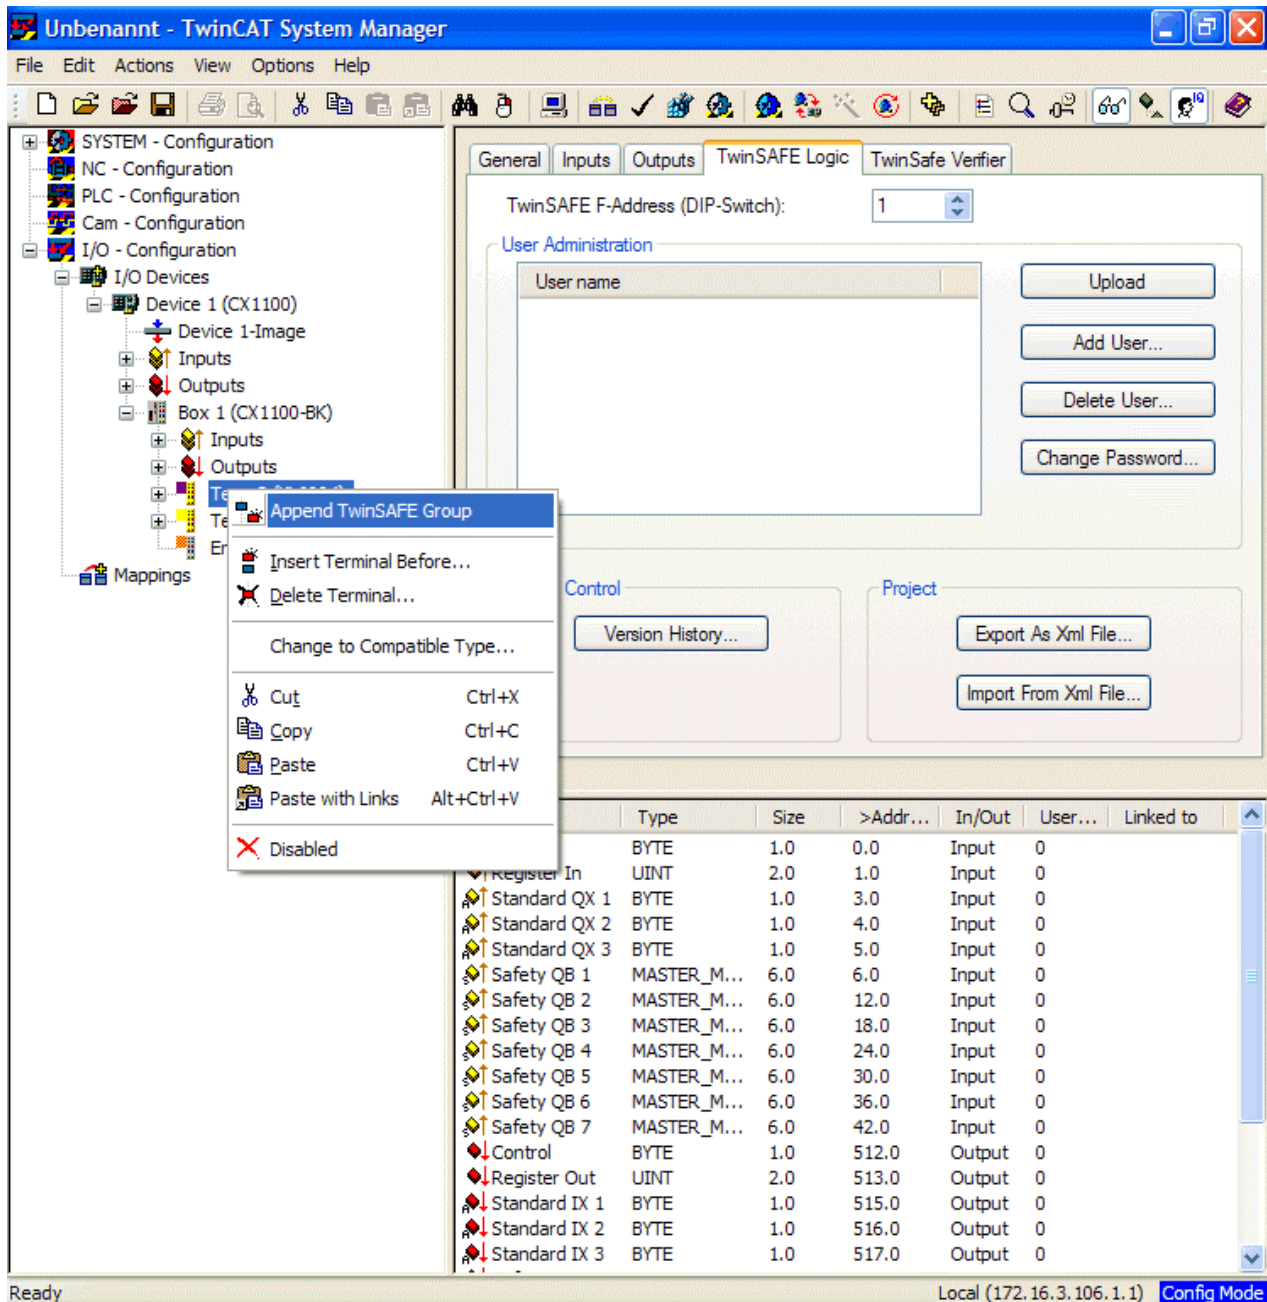 Unbenannt - TwinCAT System Manager
File Edit Actions View Options Help
SYSTEM - Configuration
NC - Configuration
PLC - Configuration
Cam - Configuration
I/O - Configuration
I/O Devices
Device 1 (CX1100)
Device 1-Image
Inputs
Outputs
Box 1 (CX1100-BK)
Inputs
Outputs
Mappings
Append TwinSAFE Group
Insert Terminal Before...
Delete Terminal...
Change to Compatible Type...
Cut Ctrl+X
Copy Ctrl+C
Paste Ctrl+V
Paste with Links Alt+Ctrl+V
Disabled
General Inputs Outputs TwinSAFE Logic TwinSafe Verifier
TwinSAFE F-Address (DIP-Switch): 1
User Administration
User name
Upload
Add User...
Delete User...
Change Password...
Control
Version History...
Project
Export As Xml File...
Import From Xml File...
Type Size >Addr... In/Out User... Linked to
BYTE 1.0 0.0 Input 0
Register In UINT 2.0 1.0 Input 0
Standard QX 1 BYTE 1.0 3.0 Input 0
Standard QX 2 BYTE 1.0 4.0 Input 0
Standard QX 3 BYTE 1.0 5.0 Input 0
Safety QB 1 MASTER_M... 6.0 6.0 Input 0
Safety QB 2 MASTER_M... 6.0 12.0 Input 0
Safety QB 3 MASTER_M... 6.0 18.0 Input 0
Safety QB 4 MASTER_M... 6.0 24.0 Input 0
Safety QB 5 MASTER_M... 6.0 30.0 Input 0
Safety QB 6 MASTER_M... 6.0 36.0 Input 0
Safety QB 7 MASTER_M... 6.0 42.0 Input 0
Control BYTE 1.0 512.0 Output 0
Register Out UINT 2.0 513.0 Output 0
Standard IX 1 BYTE 1.0 515.0 Output 0
Standard IX 2 BYTE 1.0 516.0 Output 0
Standard IX 3 BYTE 1.0 517.0 Output 0
Ready
Local (172.16.3.106.1.1) Config Mode